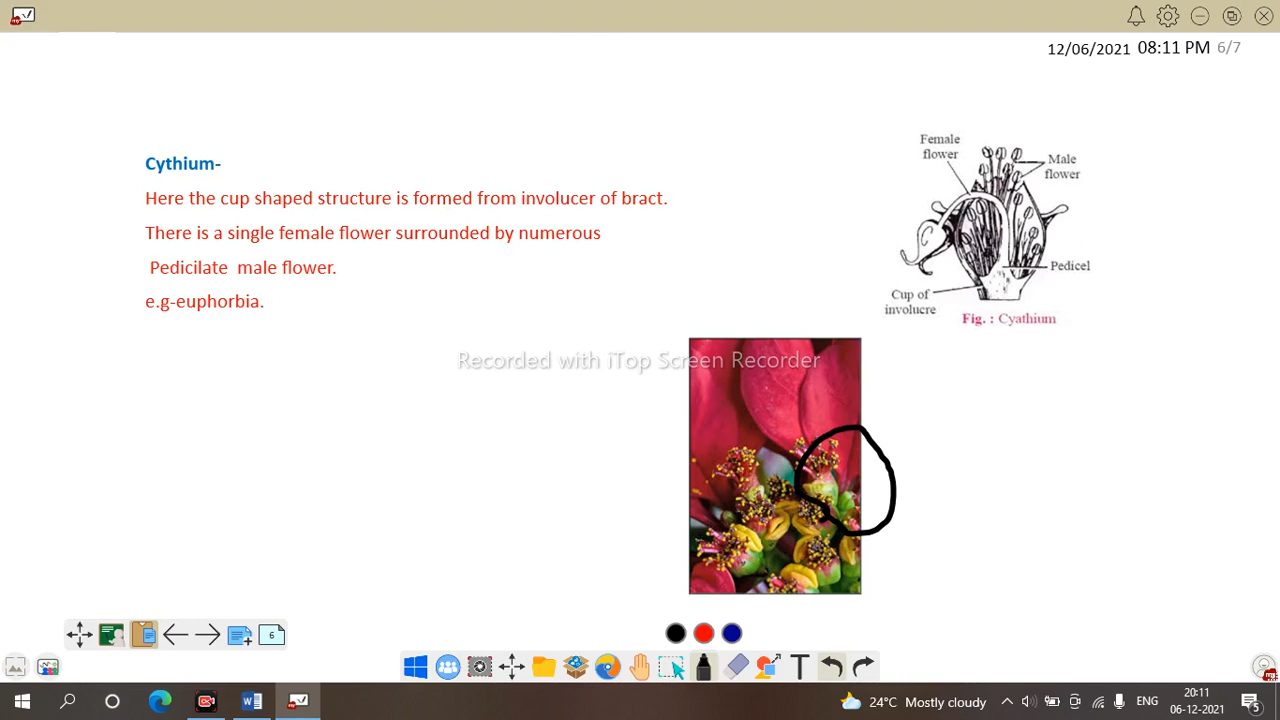 12/06/2021 08:11 PM 6/7
Cythium-
Here the cup shaped structure is formed from involucer of bract.
There is a single female flower surrounded by numerous
Pedicilate male flower.
e.g-euphorbia.
Female flower
Male flower
Pedicel
Cup of involucre
Fig. : Cyathium
Recorded with iTop Screen Recorder
6
T
24°C Mostly cloudy
ENG
20:11
06-12-2021
5